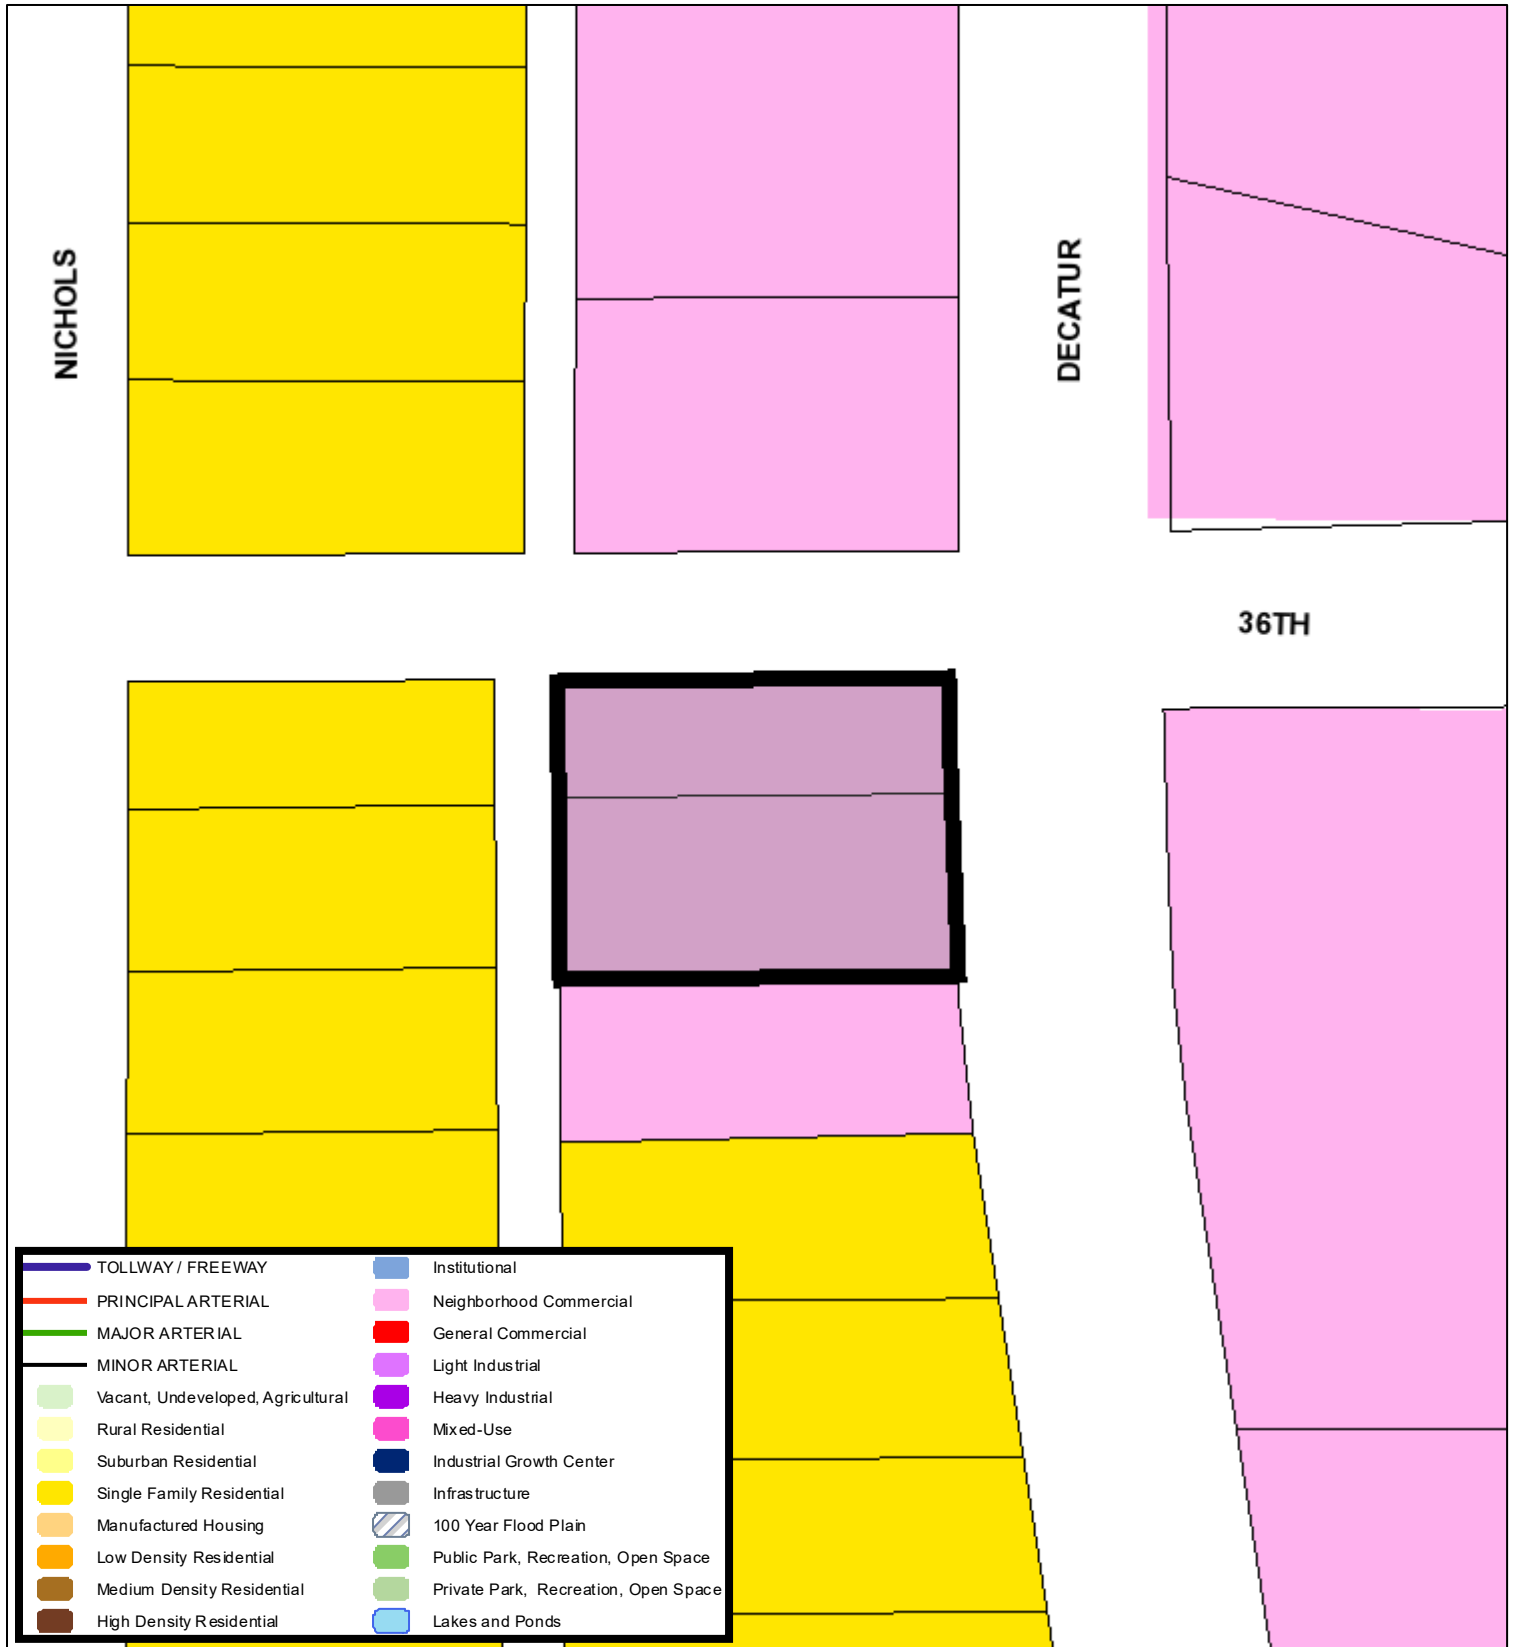 NICHOLS
DECATUR
36TH
TOLLWAY / FREEWAY
PRINCIPAL ARTERIAL
MAJOR ARTERIAL
MINOR ARTERIAL
Vacant, Undeveloped, Agricultural
Rural Residential
Suburban Residential
Single Family Residential
Manufactured Housing
Low Density Residential
Medium Density Residential
High Density Residential
Institutional
Neighborhood Commercial
General Commercial
Light Industrial
Heavy Industrial
Mixed-Use
Industrial Growth Center
Infrastructure
100 Year Flood Plain
Public Park, Recreation, Open Space
Private Park, Recreation, Open Space
Lakes and Ponds